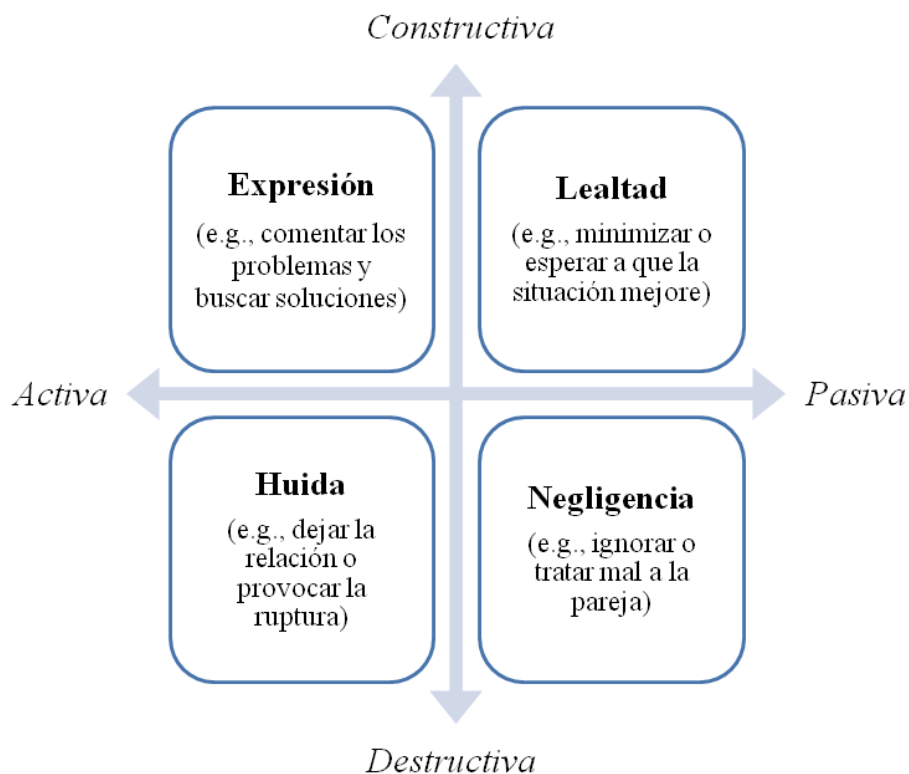 Constructiva
Expresión
(e.g., comentar los
problemas y
buscar soluciones)
Lealtad
(e.g., minimizar o
esperar a que la
situación mejore)
Activa
Pasiva
Huida
(e.g., dejar la
relación o
provocar la
ruptura)
Negligencia
(e.g., ignorar o
tratar mal a la
pareja)
Destructiva